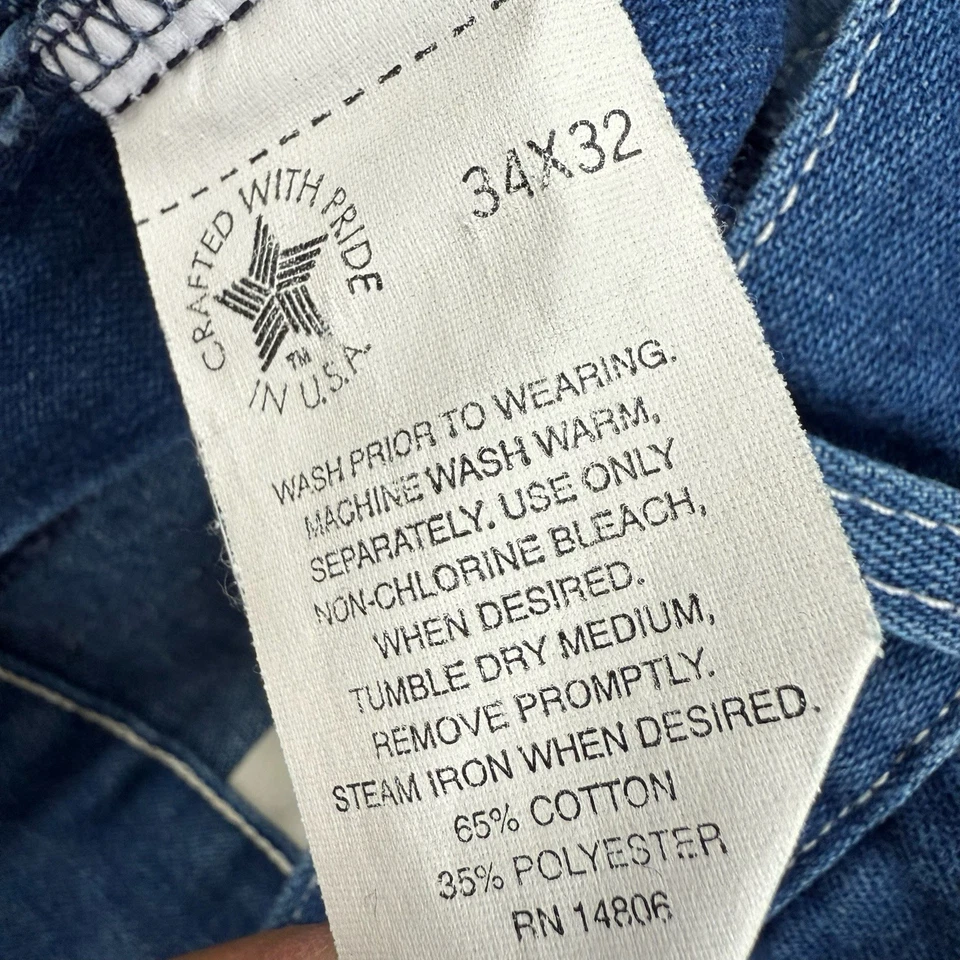 34X32
CRAFTED WITH PRIDE
TM
IN U.S.A.
WASH PRIOR TO WEARING.
MACHINE WASH WARM,
SEPARATELY. USE ONLY
NON-CHLORINE BLEACH,
WHEN DESIRED.
TUMBLE DRY MEDIUM,
REMOVE PROMPTLY.
STEAM IRON WHEN DESIRED.
65% COTTON
35% POLYESTER
RN 14806